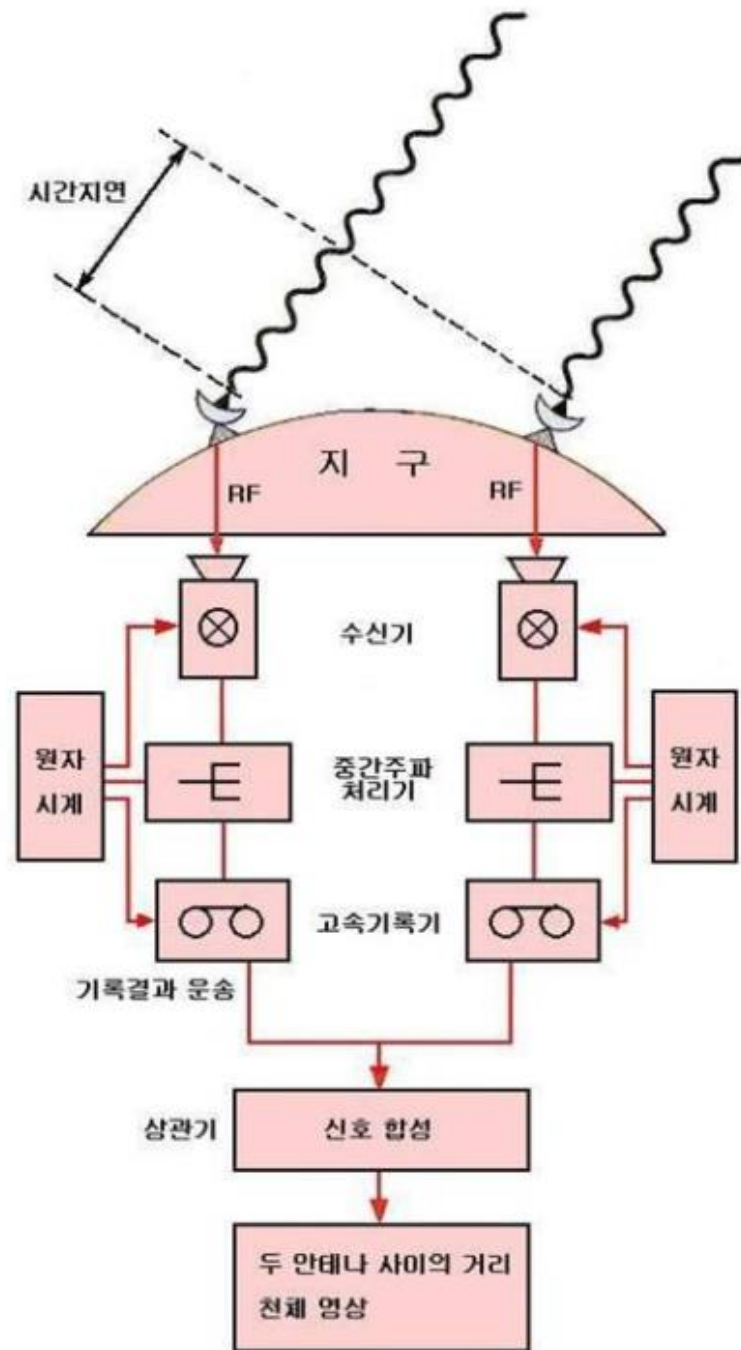 시간지연
지 구
RF
RF
수신기
원자
시계
중간주파
처리기
원자
시계
고속기록기
기록결과 운송
상관기
신호 합성
두 안테나 사이의 거리
천체 영상